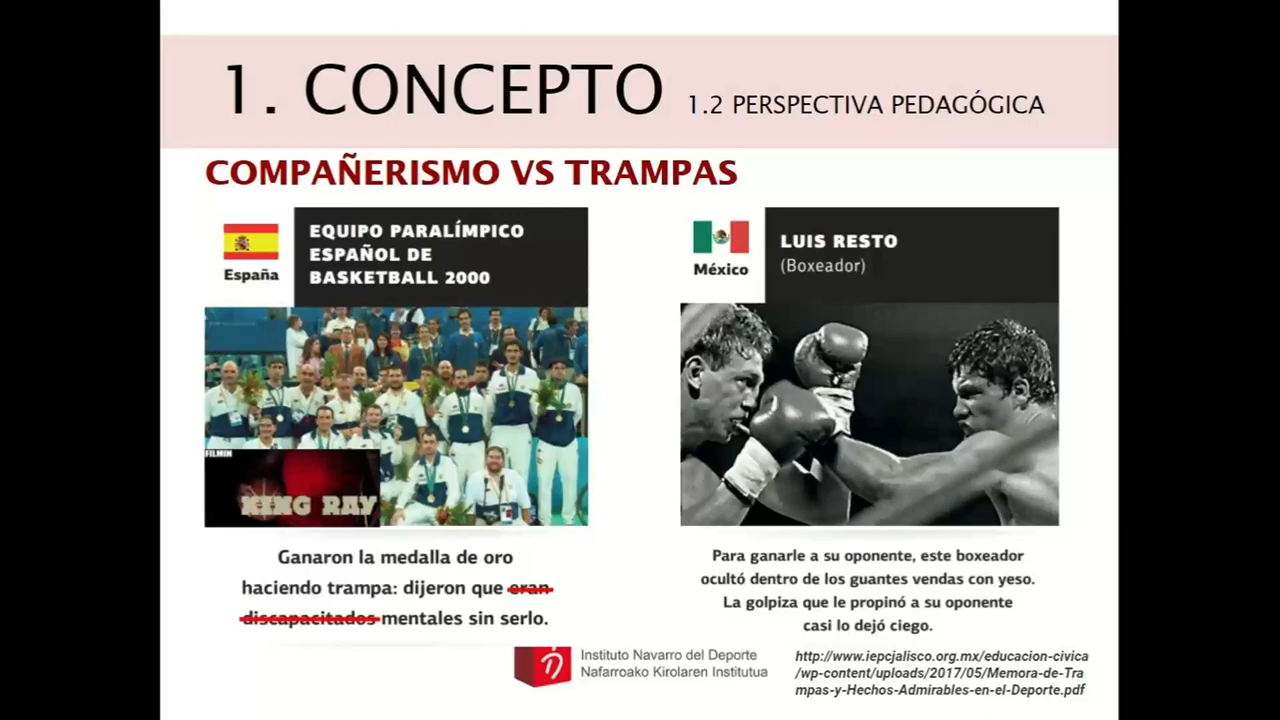 1. CONCEPTO 1.2 PERSPECTIVA PEDAGÓGICA
COMPAÑERISMO VS TRAMPAS
España
EQUIPO PARALÍMPICO
ESPAÑOL DE
BASKETBALL 2000
FILMIN
KING RAY
Ganaron la medalla de oro
haciendo trampa: dijeron que eran
discapacitados mentales sin serlo.
México
LUIS RESTO
(Boxeador)
Para ganarle a su oponente, este boxeador
ocultó dentro de los guantes vendas con yeso.
La golpiza que le propinó a su oponente
casi lo dejó ciego.
Instituto Navarro del Deporte
Nafarroako Kirolaren Institutua
http://www.iepcjalisco.org.mx/educacion-civica
/wp-content/uploads/2017/05/Memora-de-Tra
mpas-y-Hechos-Admirables-en-el-Deporte.pdf